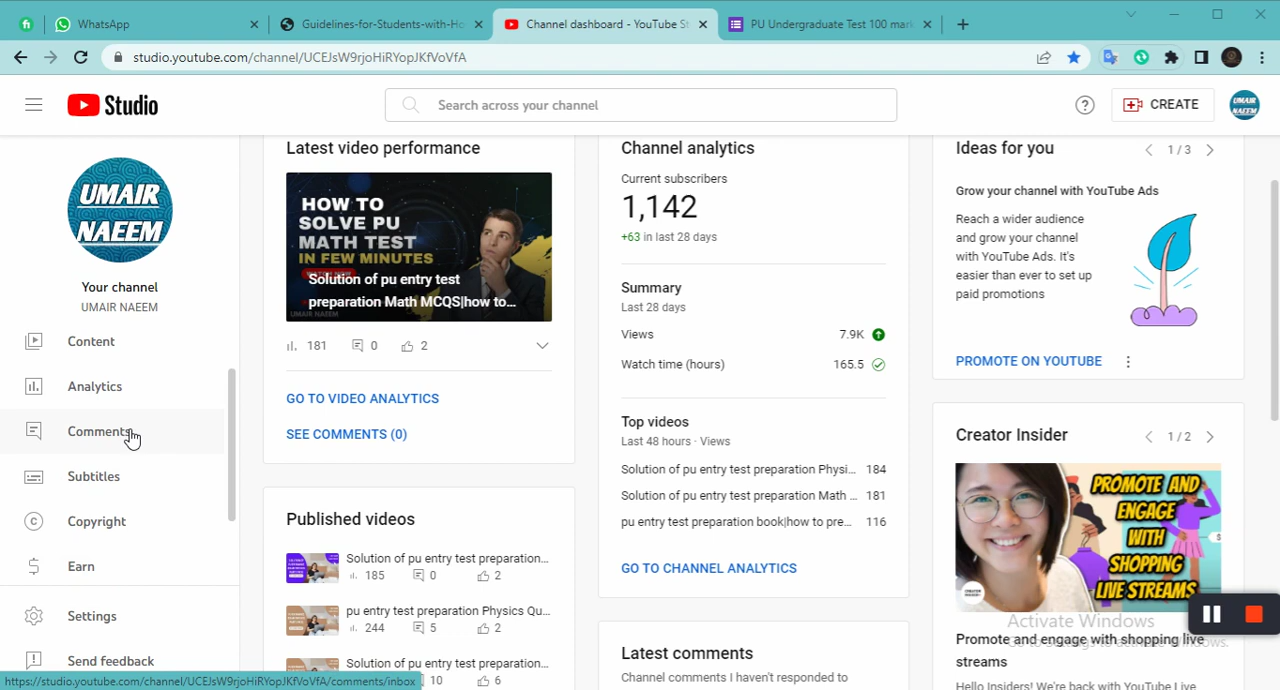 WhatsApp
Guidelines-for-Students-with-Ho
Channel dashboard - YouTube St
PU Undergraduate Test 100 mark
studio.youtube.com/channel/UCEJsW9rjoHiRYopJKfVoVfA
Studio
Search across your channel
CREATE
UMAIR
NAEEM
UMAIR
NAEEM
Your channel
UMAIR NAEEM
Content
Analytics
Comments
Subtitles
Copyright
Earn
Settings
Send feedback
https://studio.youtube.com/channel/UCEJsW9rjoHiRYopJKfVoVfA/comments/inbox
Latest video performance
HOW TO
SOLVE PU
MATH TEST
IN FEW MINUTES
Solution of pu entry test
preparation Math MCQS|how to...
UMAIR NAEEM
181 0 2
GO TO VIDEO ANALYTICS
SEE COMMENTS (0)
Published videos
Solution of pu entry test preparation...
185 0 2
pu entry test preparation Physics Qu...
244 5 2
Solution of pu entry test preparation...
10 6
Channel analytics
Current subscribers
1,142
+63 in last 28 days
Summary
Last 28 days
Views 7.9K
Watch time (hours) 165.5
Top videos
Last 48 hours · Views
Solution of pu entry test preparation Physi... 184
Solution of pu entry test preparation Math ... 181
pu entry test preparation book|how to pre... 116
GO TO CHANNEL ANALYTICS
Latest comments
Channel comments I haven't responded to
Ideas for you
1 / 3
Grow your channel with YouTube Ads
Reach a wider audience
and grow your channel
with YouTube Ads. It's
easier than ever to set up
paid promotions
PROMOTE ON YOUTUBE
Creator Insider
1 / 2
PROMOTE AND
ENGAGE
WITH
SHOPPING
LIVE STREAMS
Activate Windows
Go to Settings to activate Windows.
Promote and engage with shopping live
streams
Hello Insiders! We're back with YouTube Live